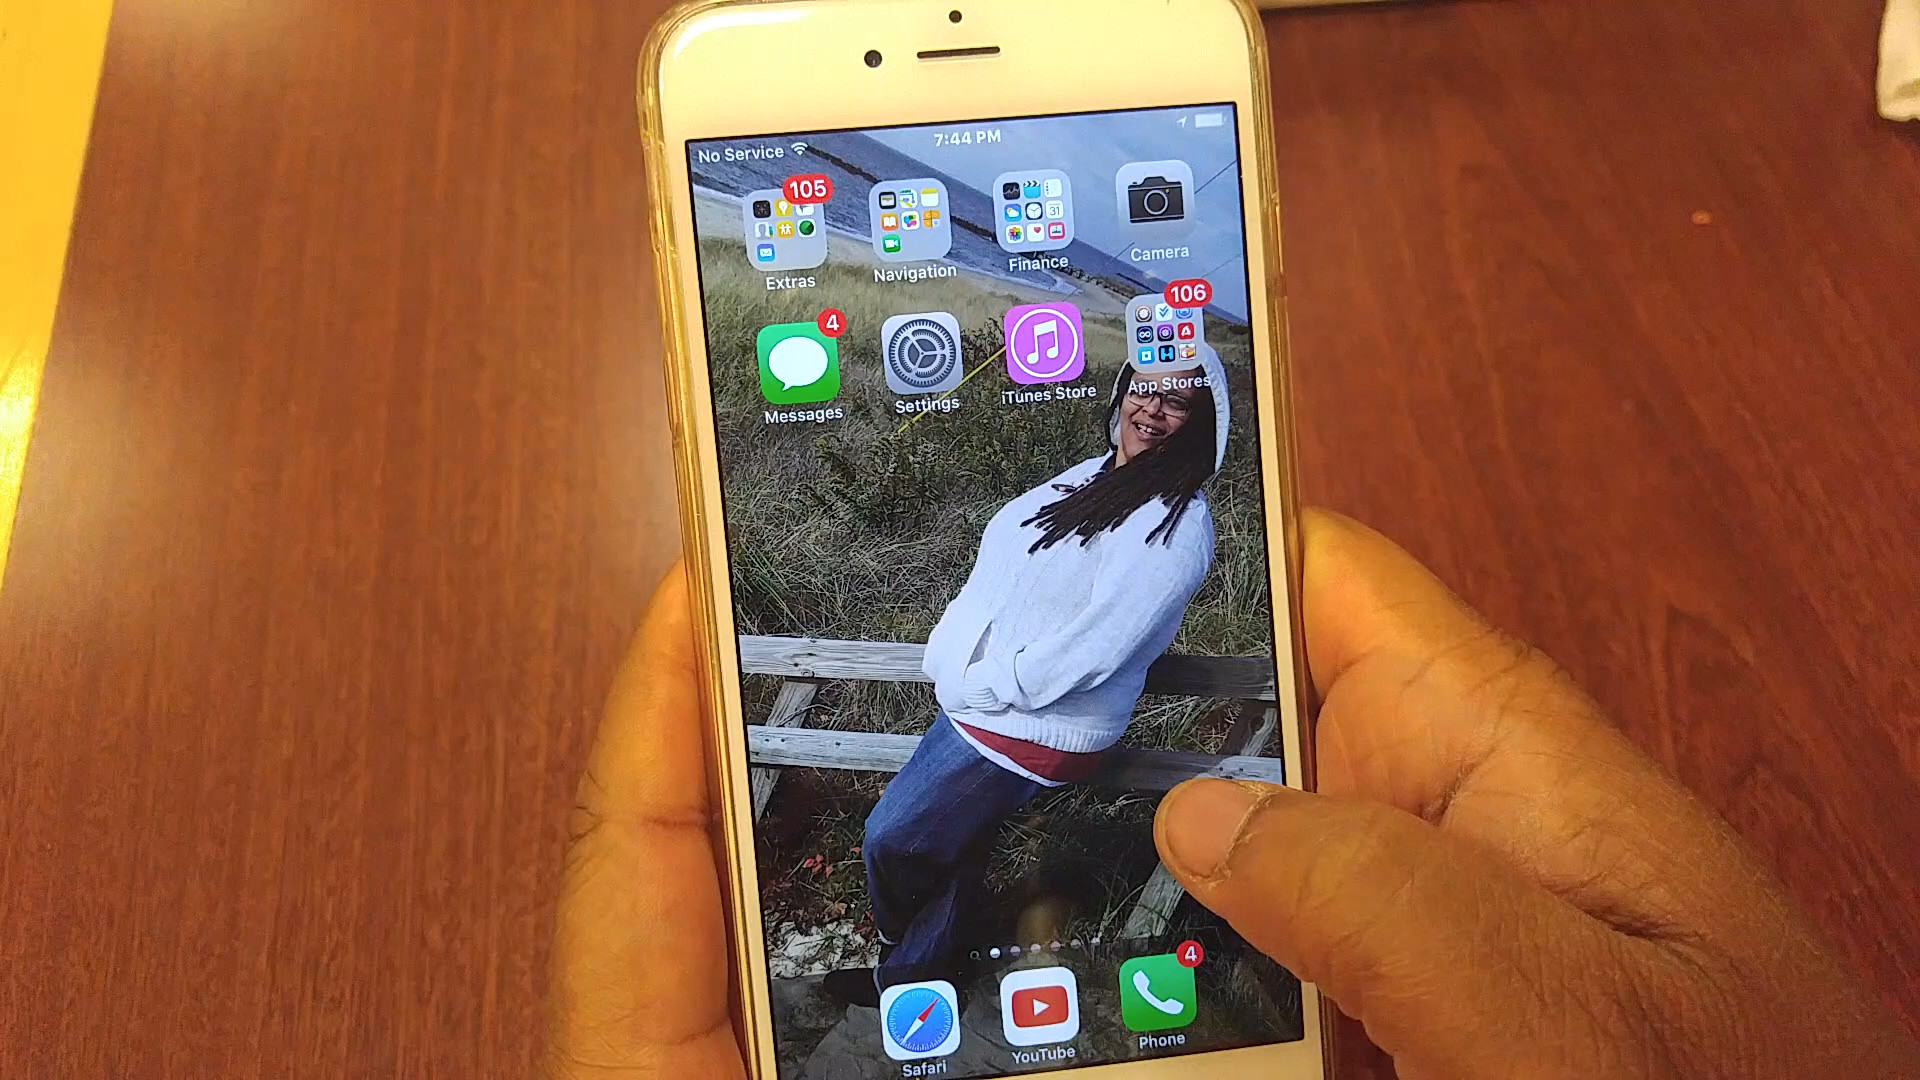 No Service
7:44 PM
105
Extras
Navigation
31
Finance
Camera
4
Messages
Settings
iTunes Store
106
App Stores
Safari
YouTube
4
Phone